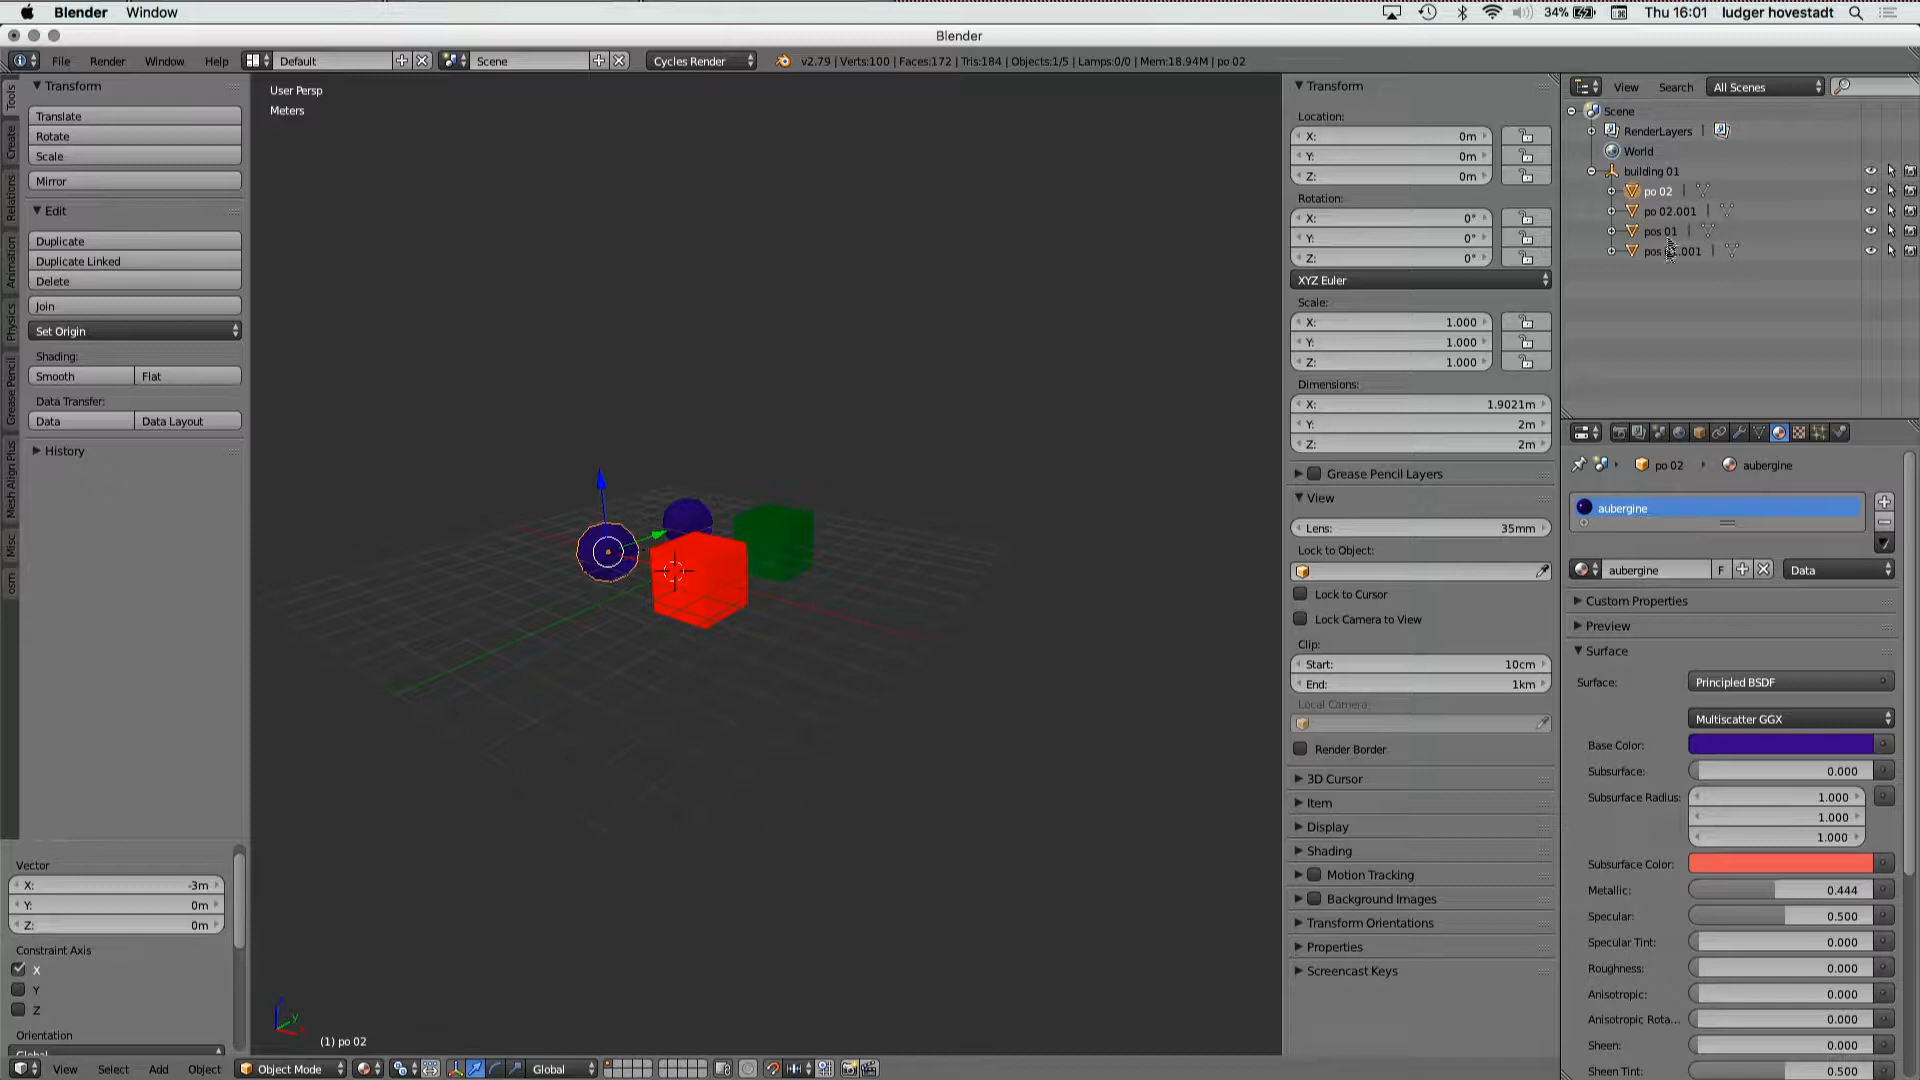 Blender Window 34% Thu 16:01 ludger hovestadt
Blender
File Render Window Help Default Scene Cycles Render v2.79 | Verts:100 | Faces:172 | Tris:184 | Objects:1/5 | Lamps:0/0 | Mem:18.94M | po 02
Tools
Create
Relations
Animation
Physics
Grease Pencil
Mesh Align Plus
Misc
osm
Transform
Translate
Rotate
Scale
Mirror
Edit
Duplicate
Duplicate Linked
Delete
Join
Set Origin
Shading:
Smooth Flat
Data Transfer:
Data Data Layout
History
Vector
X: -3m
Y: 0m
Z: 0m
Constraint Axis
X
Y
Z
Orientation
Global
User Persp
Meters
(1) po 02
View Select Add Object Object Mode Global
Transform
Location:
X: 0m
Y: 0m
Z: 0m
Rotation:
X: 0°
Y: 0°
Z: 0°
XYZ Euler
Scale:
X: 1.000
Y: 1.000
Z: 1.000
Dimensions:
X: 1.9021m
Y: 2m
Z: 2m
Grease Pencil Layers
View
Lens: 35mm
Lock to Object:
Lock to Cursor
Lock Camera to View
Clip:
Start: 10cm
End: 1km
Local Camera:
Render Border
3D Cursor
Item
Display
Shading
Motion Tracking
Background Images
Transform Orientations
Properties
Screencast Keys
View Search All Scenes
Scene
RenderLayers |
World
building 01
po 02 |
po 02.001 |
pos 01 |
pos .001 |
po 02 aubergine
aubergine
aubergine F Data
Custom Properties
Preview
Surface
Surface: Principled BSDF
Multiscatter GGX
Base Color:
Subsurface: 0.000
Subsurface Radius: 1.000
1.000
1.000
Subsurface Color:
Metallic: 0.444
Specular: 0.500
Specular Tint: 0.000
Roughness: 0.000
Anisotropic: 0.000
Anisotropic Rota... 0.000
Sheen: 0.000
Sheen Tint: 0.500